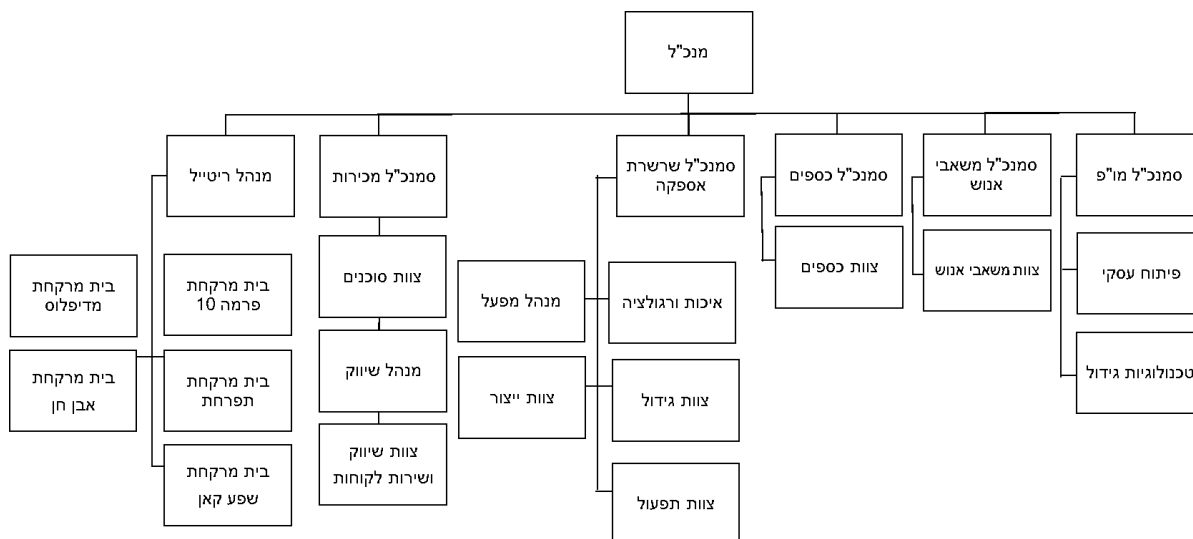 מנכ"ל
סמנכ"ל מו"פ
סמנכ"ל משאבי
אנוש
סמנכ"ל כספים
סמנכ"ל שרשרת
אספקה
סמנכ"ל מכירות
מנהל ריטייל
פיתוח עסקי
טכנולוגיות גידול
צוות משאבי אנוש
צוות כספים
איכות ורגולציה
מנהל מפעל
צוות גידול
צוות ייצור
צוות תפעול
צוות סוכנים
מנהל שיווק
צוות שיווק
ושירות לקוחות
בית מרקחת
פרמה 10
בית מרקחת
מדיפלוס
בית מרקחת
תפרחת
בית מרקחת
אבן חן
בית מרקחת
שפע קאן